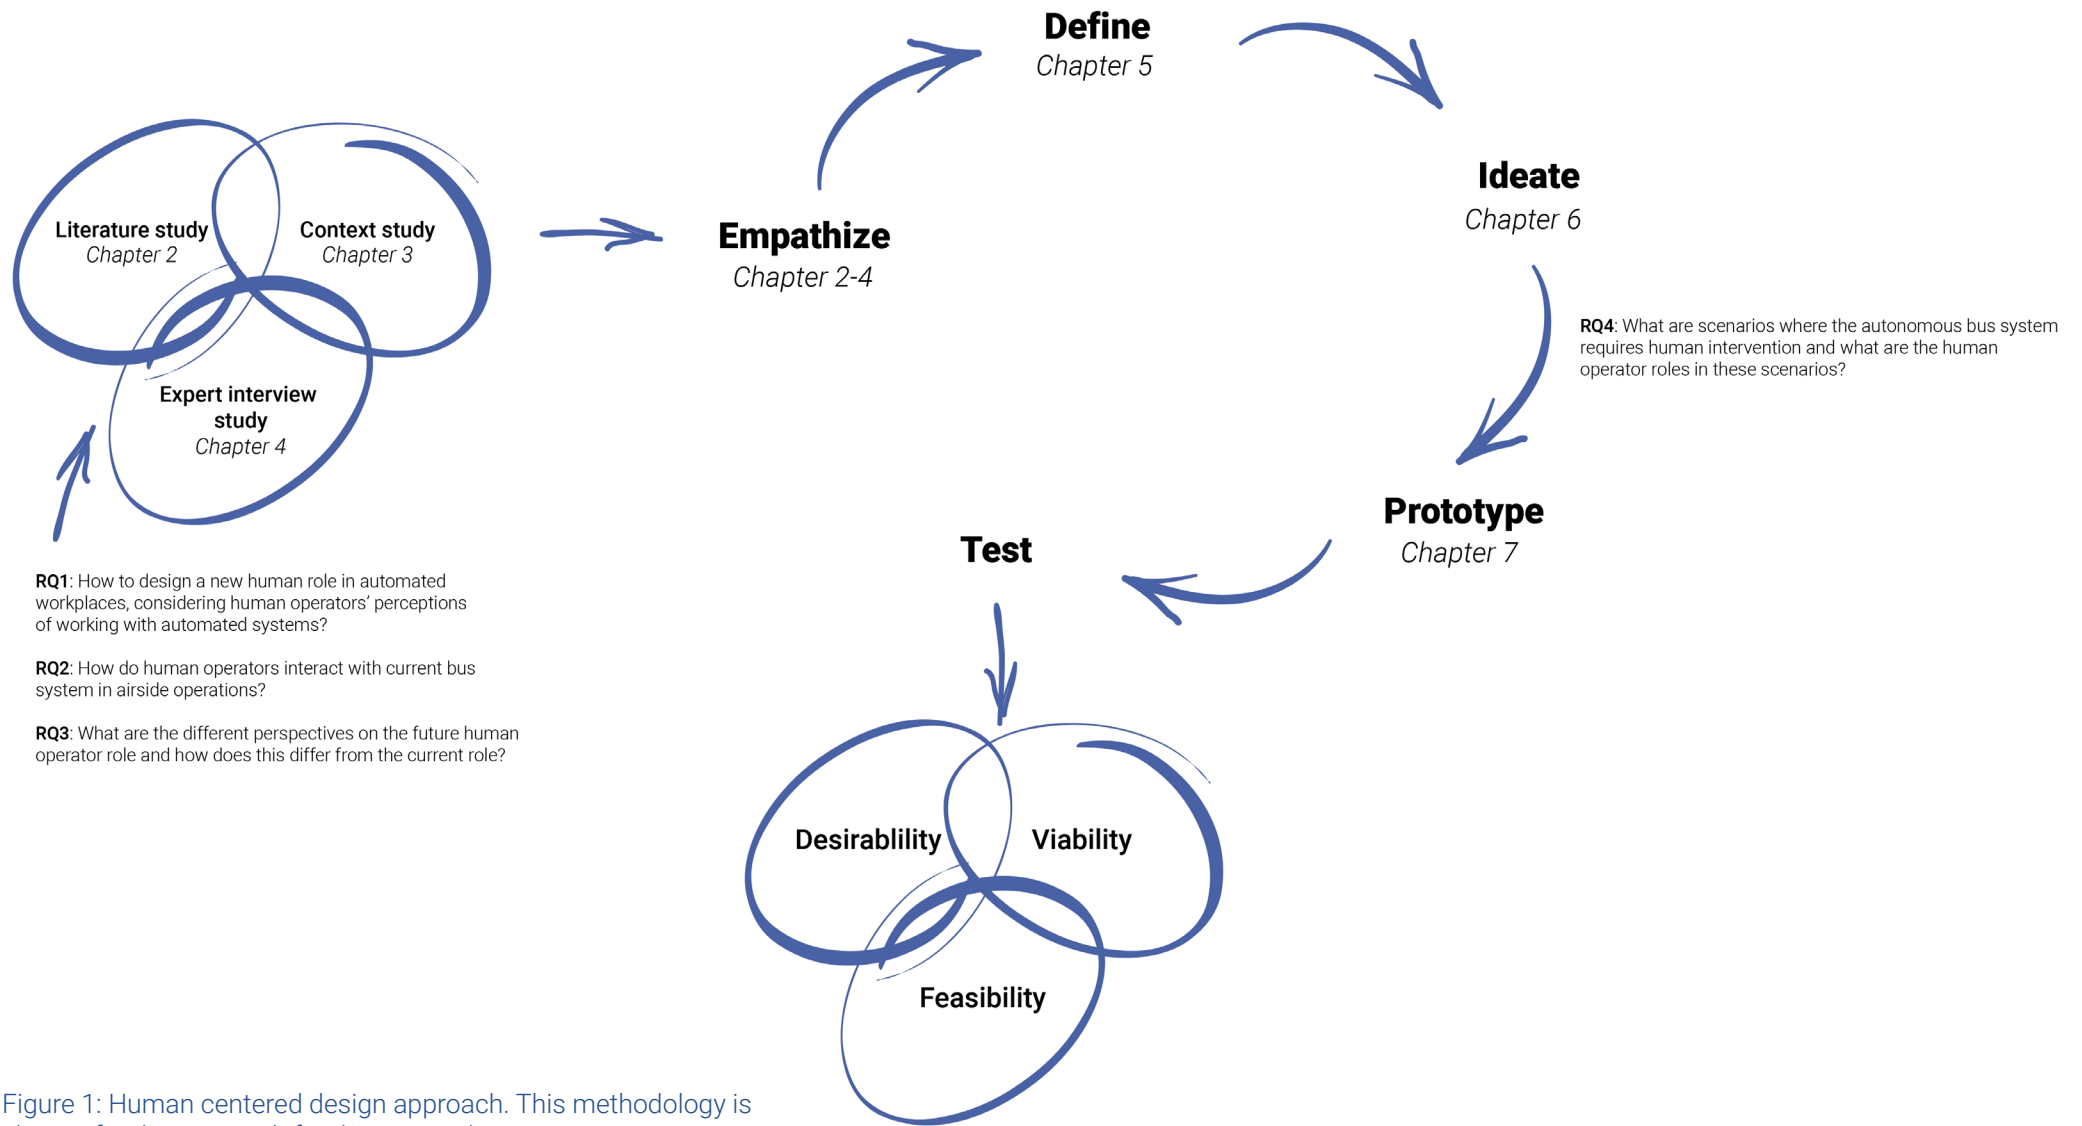 Define
Chapter 5
Ideate
Chapter 6
Literature study
Chapter 2
Context study
Chapter 3
Empathize
Chapter 2-4
RQ4: What are scenarios where the autonomous bus system
requires human intervention and what are the human
operator roles in these scenarios?
Expert interview
study
Chapter 4
Prototype
Chapter 7
Test
RQ1: How to design a new human role in automated
workplaces, considering human operators’ perceptions
of working with automated systems?
RQ2: How do human operators interact with current bus
system in airside operations?
RQ3: What are the different perspectives on the future human
operator role and how does this differ from the current role?
Desirablility
Viability
Feasibility
Figure 1: Human centered design approach. This methodology is